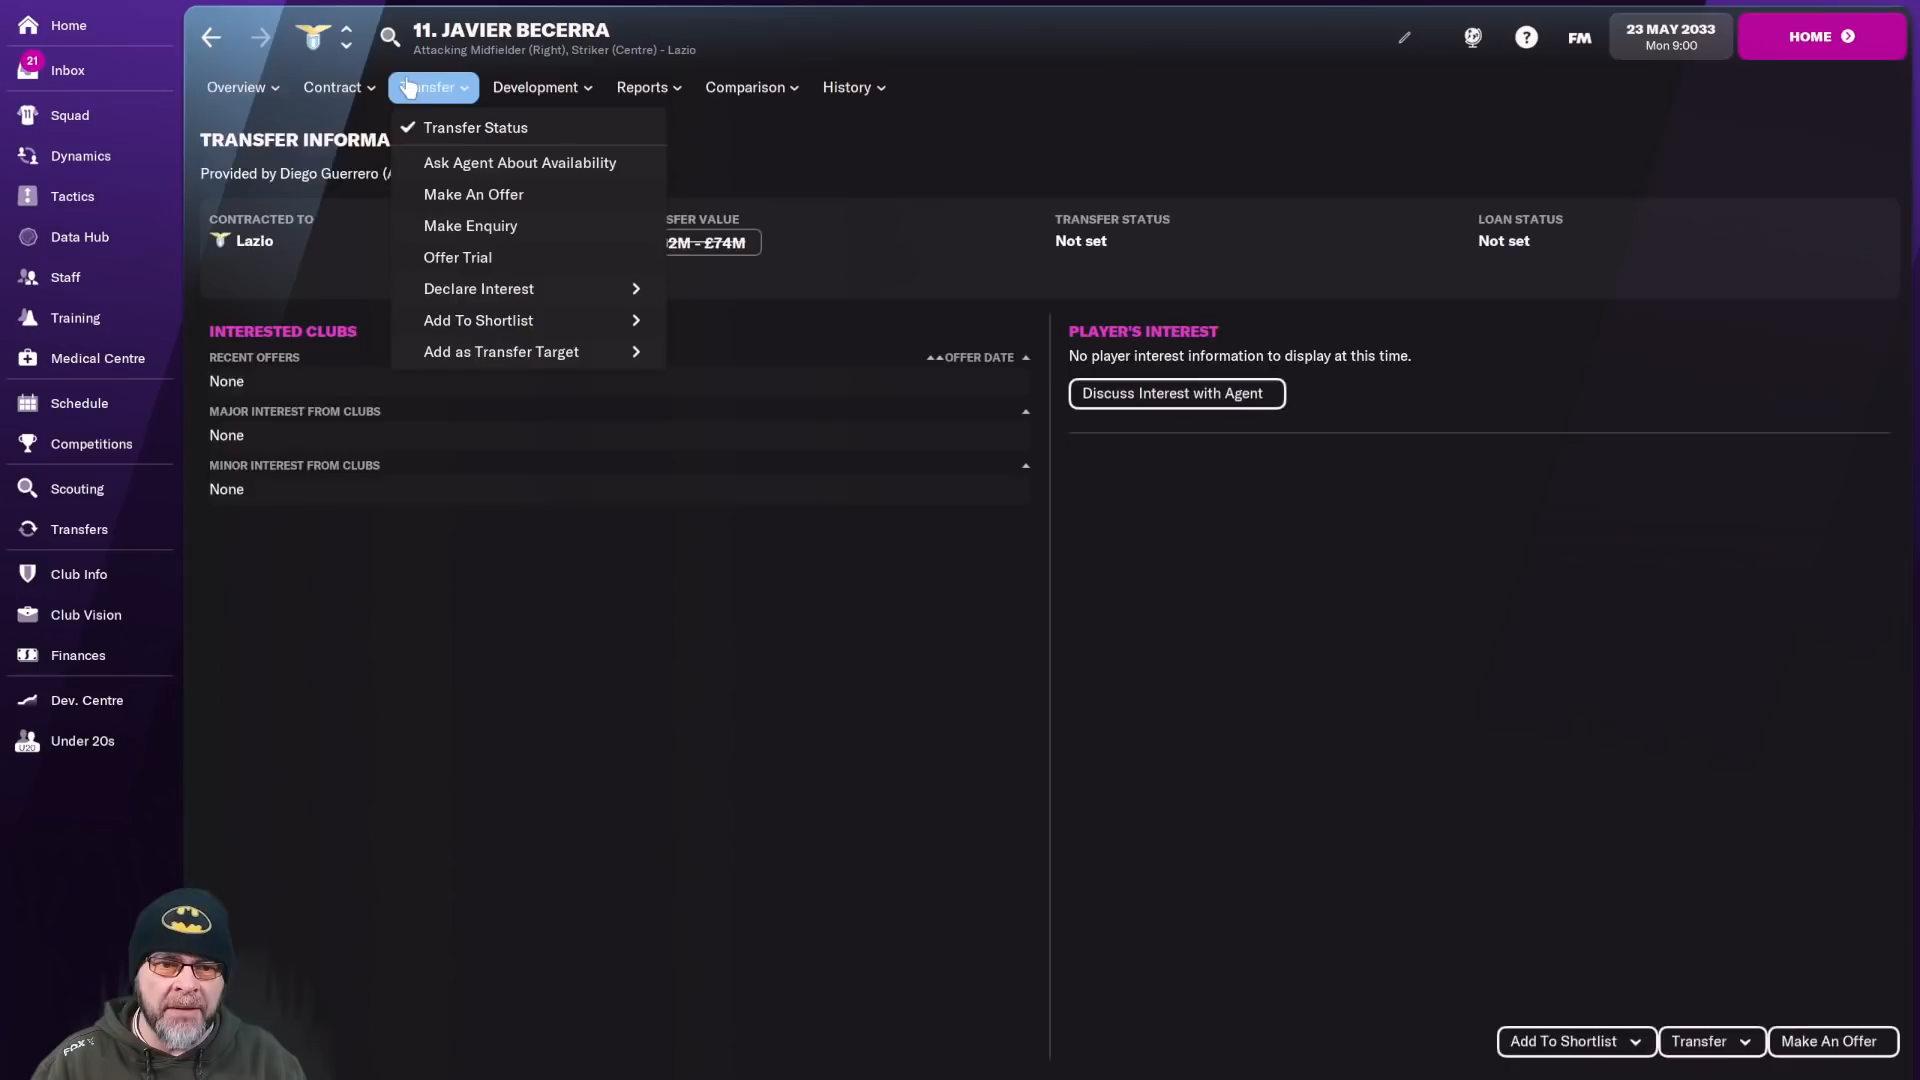 Home
21
Inbox
Squad
Dynamics
Tactics
Data Hub
Staff
Training
Medical Centre
Schedule
Competitions
Scouting
Transfers
Club Info
Club Vision
Finances
Dev. Centre
U20
Under 20s
11. JAVIER BECERRA
Attacking Midfielder (Right), Striker (Centre) - Lazio
?
FM
23 MAY 2033
Mon 9:00
HOME
Overview
Contract
Development
Reports
Comparison
History
Transfer Status
Ask Agent About Availability
Make An Offer
Make Enquiry
Offer Trial
Declare Interest
Add To Shortlist
Add as Transfer Target
TRANSFER INFORMA
Provided by Diego Guerrero
CONTRACTED TO
Lazio
SFER VALUE
2M - £74M
TRANSFER STATUS
Not set
LOAN STATUS
Not set
INTERESTED CLUBS
RECENT OFFERS
OFFER DATE
None
MAJOR INTEREST FROM CLUBS
None
MINOR INTEREST FROM CLUBS
None
PLAYER'S INTEREST
No player interest information to display at this time.
Discuss Interest with Agent
FOX
Add To Shortlist
Transfer
Make An Offer